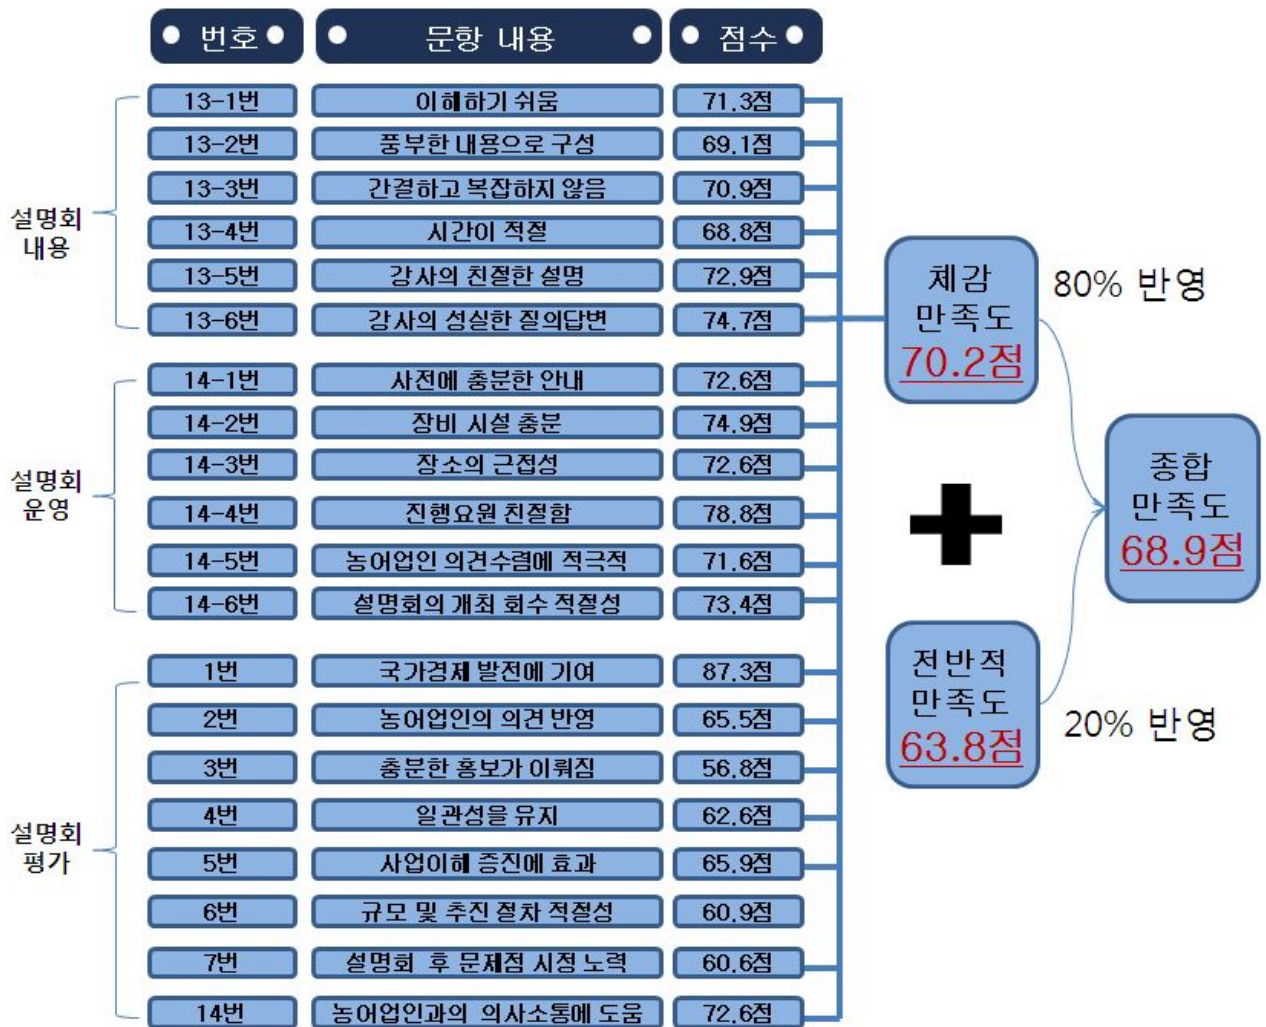 번호 문항 내용 점수
13-1번 이해하기 쉬움 71.3점
13-2번 풍부한 내용으로 구성 69.1점
13-3번 간결하고 복잡하지 않음 70.9점
설명회
내용
13-4번 시간이 적절 68.8점
13-5번 강사의 친절한 설명 72.9점
13-6번 강사의 성실한 질의답변 74.7점
14-1번 사전에 충분한 안내 72.6점
14-2번 장비 시설 충분 74.9점
14-3번 장소의 근접성 72.6점
설명회
운영
14-4번 진행요원 친절함 78.8점
14-5번 농어업인 의견수렴에 적극적 71.6점
14-6번 설명회의 개최 회수 적절성 73.4점
1번 국가경제 발전에 기여 87.3점
2번 농어업인의 의견 반영 65.5점
3번 충분한 홍보가 이뤄짐 56.8점
4번 일관성을 유지 62.6점
설명회
평가
5번 사업이해 증진에 효과 65.9점
6번 규모 및 추진 절차 적절성 60.9점
7번 설명회 후 문제점 시정 노력 60.6점
14번 농어업인과의 의사소통에 도움 72.6점
체감
만족도
70.2점
80% 반영
전반적
만족도
63.8점
20% 반영
종합
만족도
68.9점